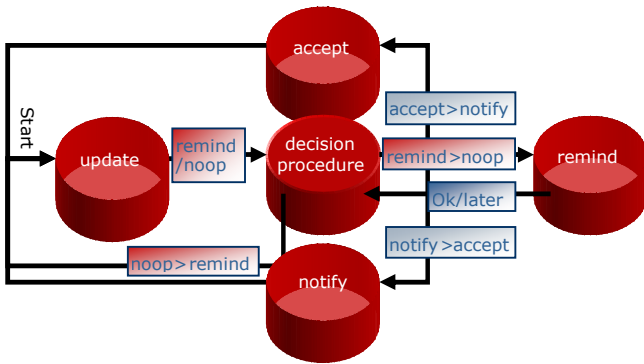 accept
Start
accept>notify
update
remind
/noop
decision
procedure
remind>noop
remind
Ok/later
noop>remind
notify>accept
notify